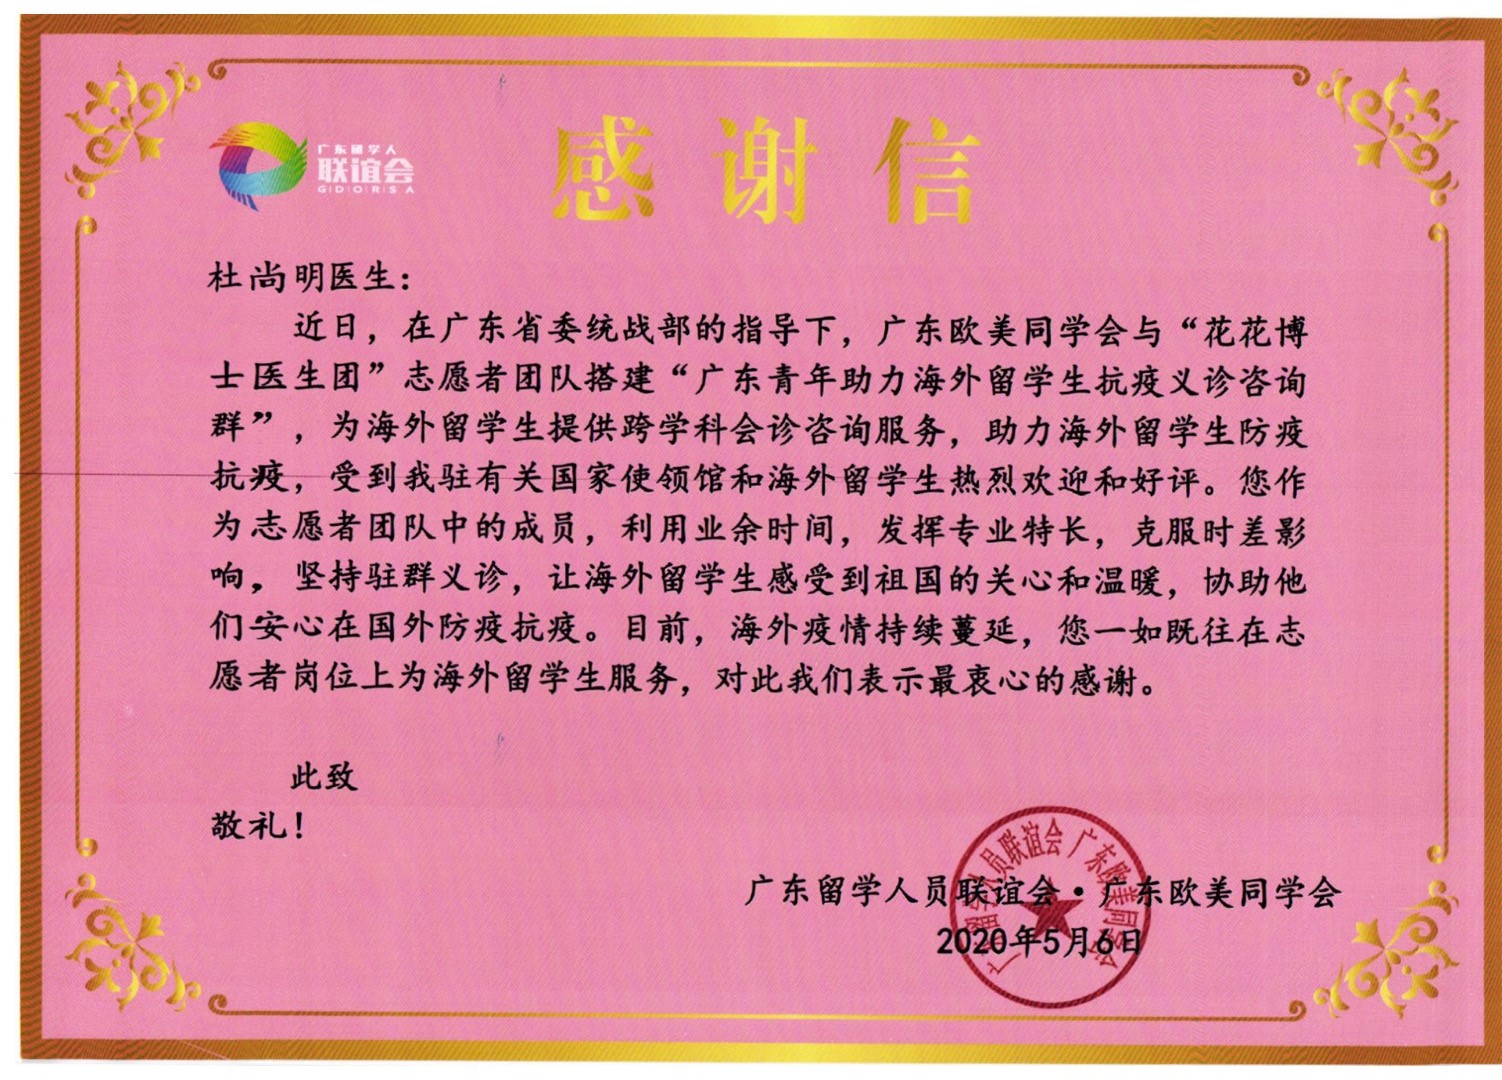 广东留学人
联谊会
GDORSA
感谢信
杜尚明医生：
近日，在广东省委统战部的指导下，广东欧美同学会与“花花博
士医生团”志愿者团队搭建“广东青年助力海外留学生抗疫义诊咨询
群”，为海外留学生提供跨学科会诊咨询服务，助力海外留学生防疫
抗疫，受到我驻有关国家使领馆和海外留学生热烈欢迎和好评。您作
为志愿者团队中的成员，利用业余时间，发挥专业特长，克服时差影
响，坚持驻群义诊，让海外留学生感受到祖国的关心和温暖，协助他
们安心在国外防疫抗疫。目前，海外疫情持续蔓延，您一如既往在志
愿者岗位上为海外留学生服务，对此我们表示最衷心的感谢。
此致
敬礼！
广东留学人员联谊会·广东欧美同学会
2020年5月6日
广东留学人员联谊会 广东欧美同学会